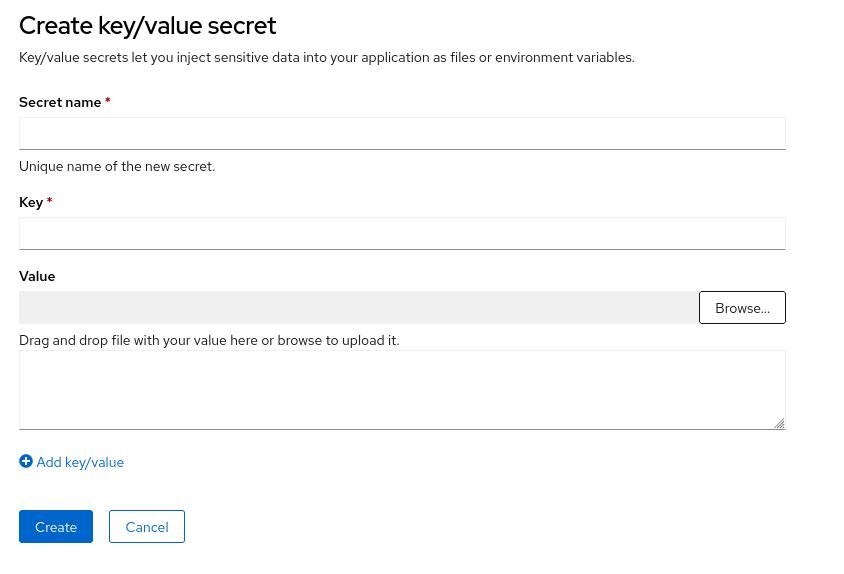 Create key/value secret
Key/value secrets let you inject sensitive data into your application as files or environment variables.
Secret name *
Unique name of the new secret.
Key *
Value
Browse...
Drag and drop file with your value here or browse to upload it.
Add key/value
Create Cancel